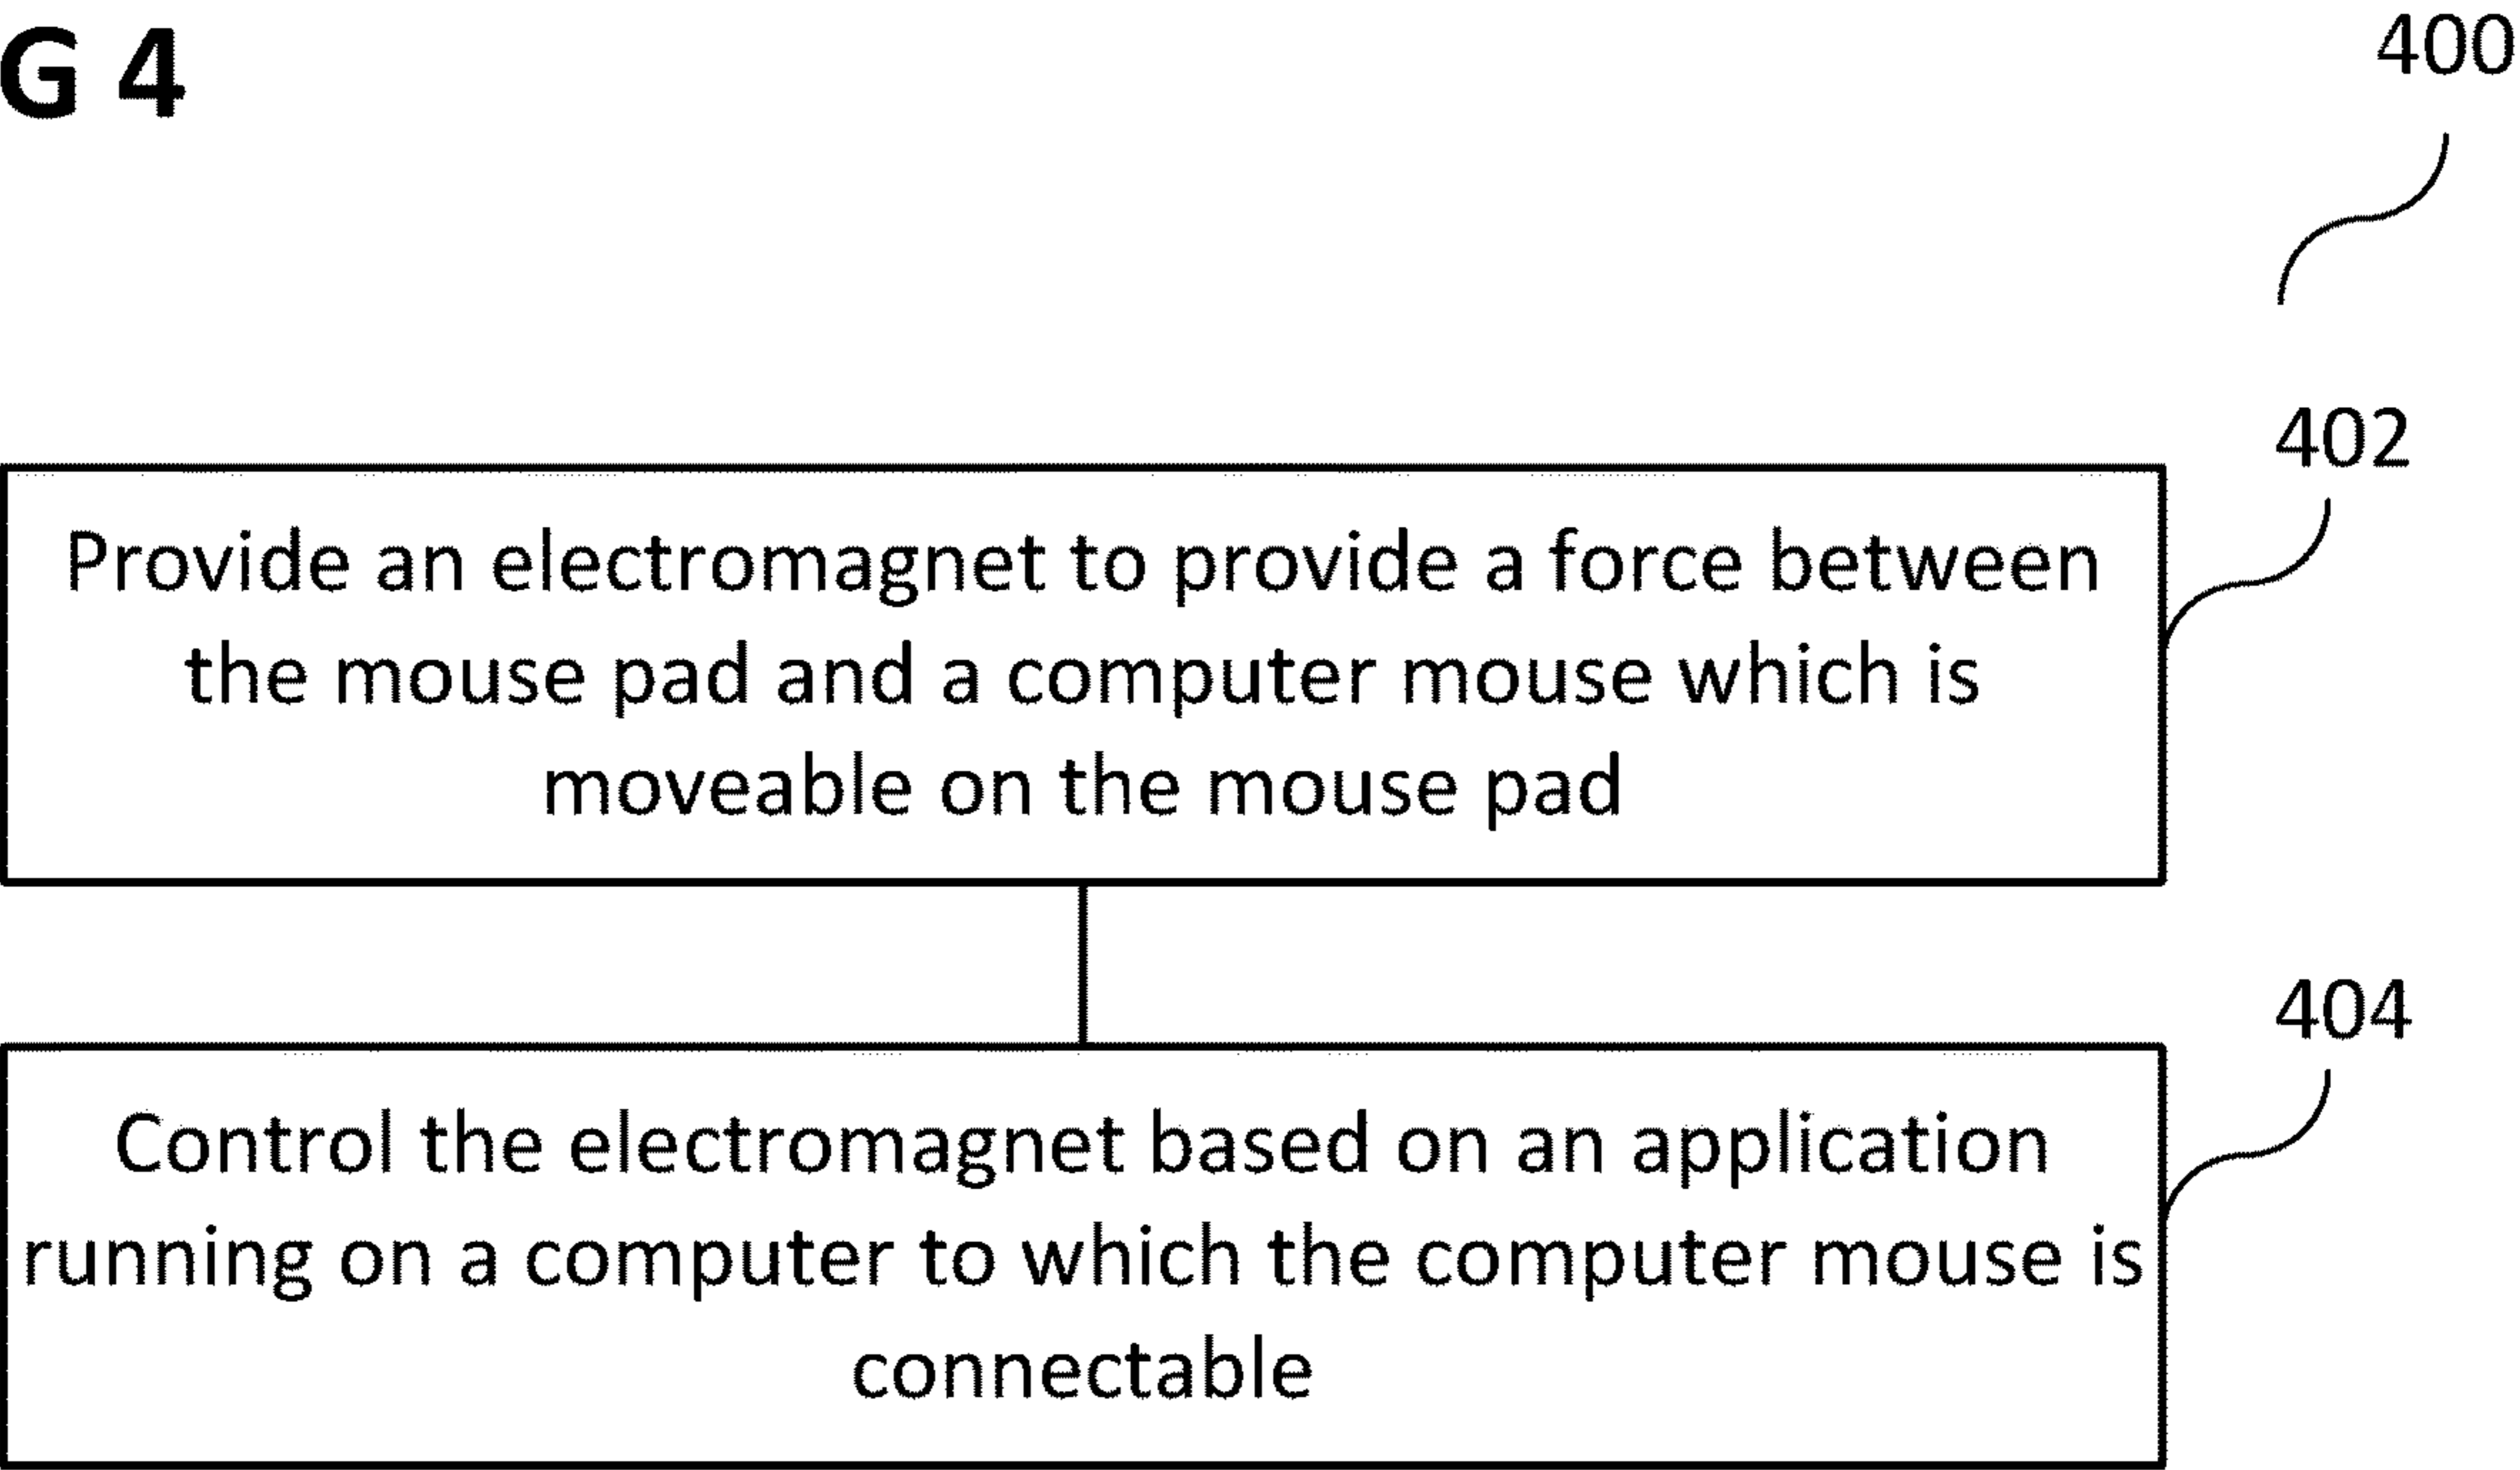 G 4
400
402
Provide an electromagnet to provide a force between
the mouse pad and a computer mouse which is
moveable on the mouse pad
404
Control the electromagnet based on an application
running on a computer to which the computer mouse is
connectable